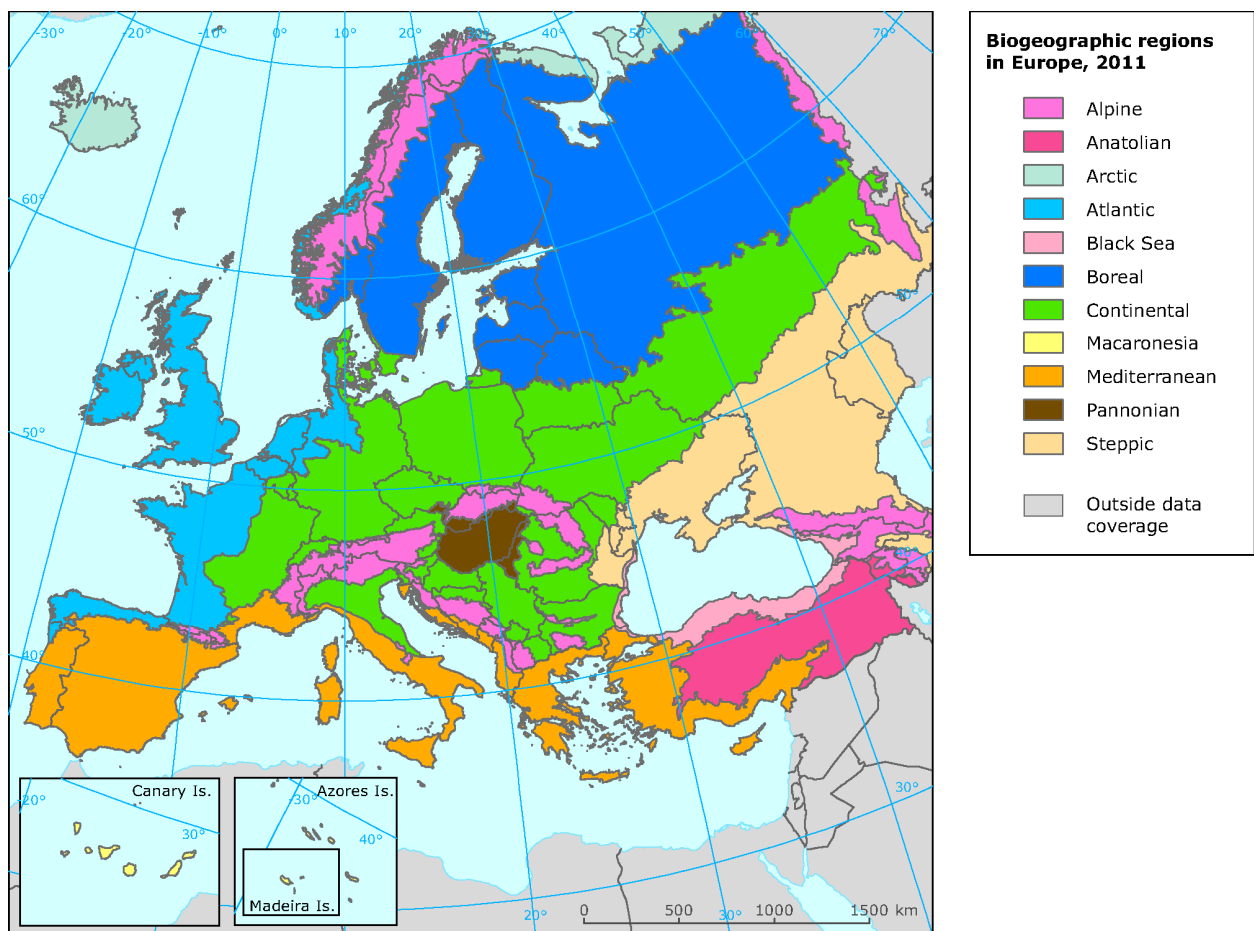 -30°
-20°
-10°
0°
10°
20°
30°
60°
70°
60°
50°
50°
40°
40°
40°
30°
20°
30°
Canary Is.
-20°
30°
Azores Is.
-30°
40°
Madeira Is.
0 500 1000 1500 km
Biogeographic regions
in Europe, 2011
Alpine
Anatolian
Arctic
Atlantic
Black Sea
Boreal
Continental
Macaronesia
Mediterranean
Pannonian
Steppic
Outside data
coverage